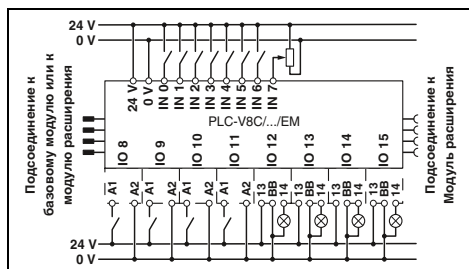 24 V
0 V
Подсоединение к
базовому модулю или к
модулю расширения
24 V
0 V
IN 0
IN 1
IN 2
IN 3
IN 4
IN 5
IN 6
IN 7
PLC-V8C/.../EM
IO 8
IO 9
IO 10
IO 11
IO 12
IO 13
IO 14
IO 15
A1
A2
A1
A2
A1
A2
A1
A2
13
BB
14
13
BB
14
13
BB
14
13
BB
14
Подсоединение к
Модуль расширения
24 V
0 V